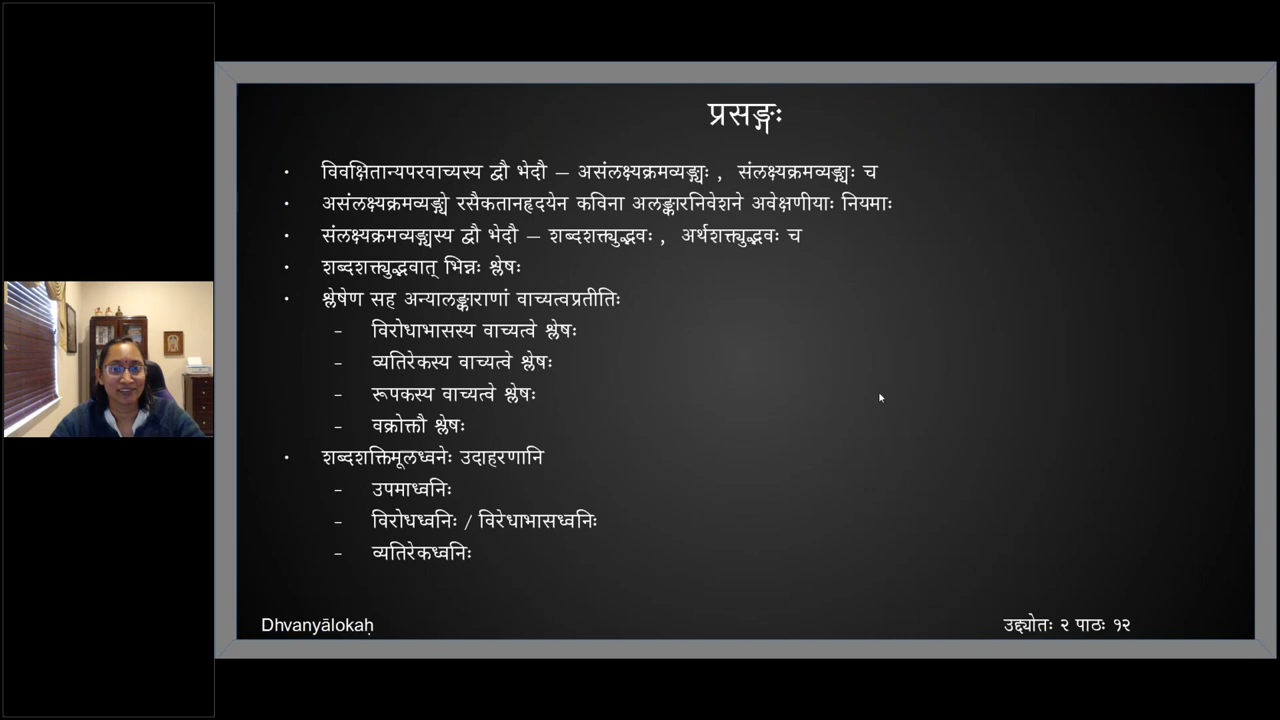 प्रसङ्गः
• विवक्षितान्यपरवाच्यस्य द्वौ भेदौ – असंलक्ष्यक्रमव्यङ्ग्यः , संलक्ष्यक्रमव्यङ्ग्यः च
• असंलक्ष्यक्रमव्यङ्ग्ये रसैकतानहृदयेन कविना अलङ्कारनिवेशने अवेक्षणीयाः नियमाः
• संलक्ष्यक्रमव्यङ्ग्यस्य द्वौ भेदौ – शब्दशक्त्युद्भवः , अर्थशक्त्युद्भवः च
• शब्दशक्त्युद्भवात् भिन्नः श्लेषः
• श्लेषेण सह अन्यालङ्काराणां वाच्यत्वप्रतीतिः
– विरोधाभासस्य वाच्यत्वे श्लेषः
– व्यतिरेकस्य वाच्यत्वे श्लेषः
– रूपकस्य वाच्यत्वे श्लेषः
– वक्रोक्तौ श्लेषः
• शब्दशक्तिमूलध्वनेः उदाहरणानि
– उपमाध्वनिः
– विरोधध्वनिः / विरेधाभासध्वनिः
– व्यतिरेकध्वनिः
Dhvanyālokaḥ
उद्द्योतः २ पाठः १२